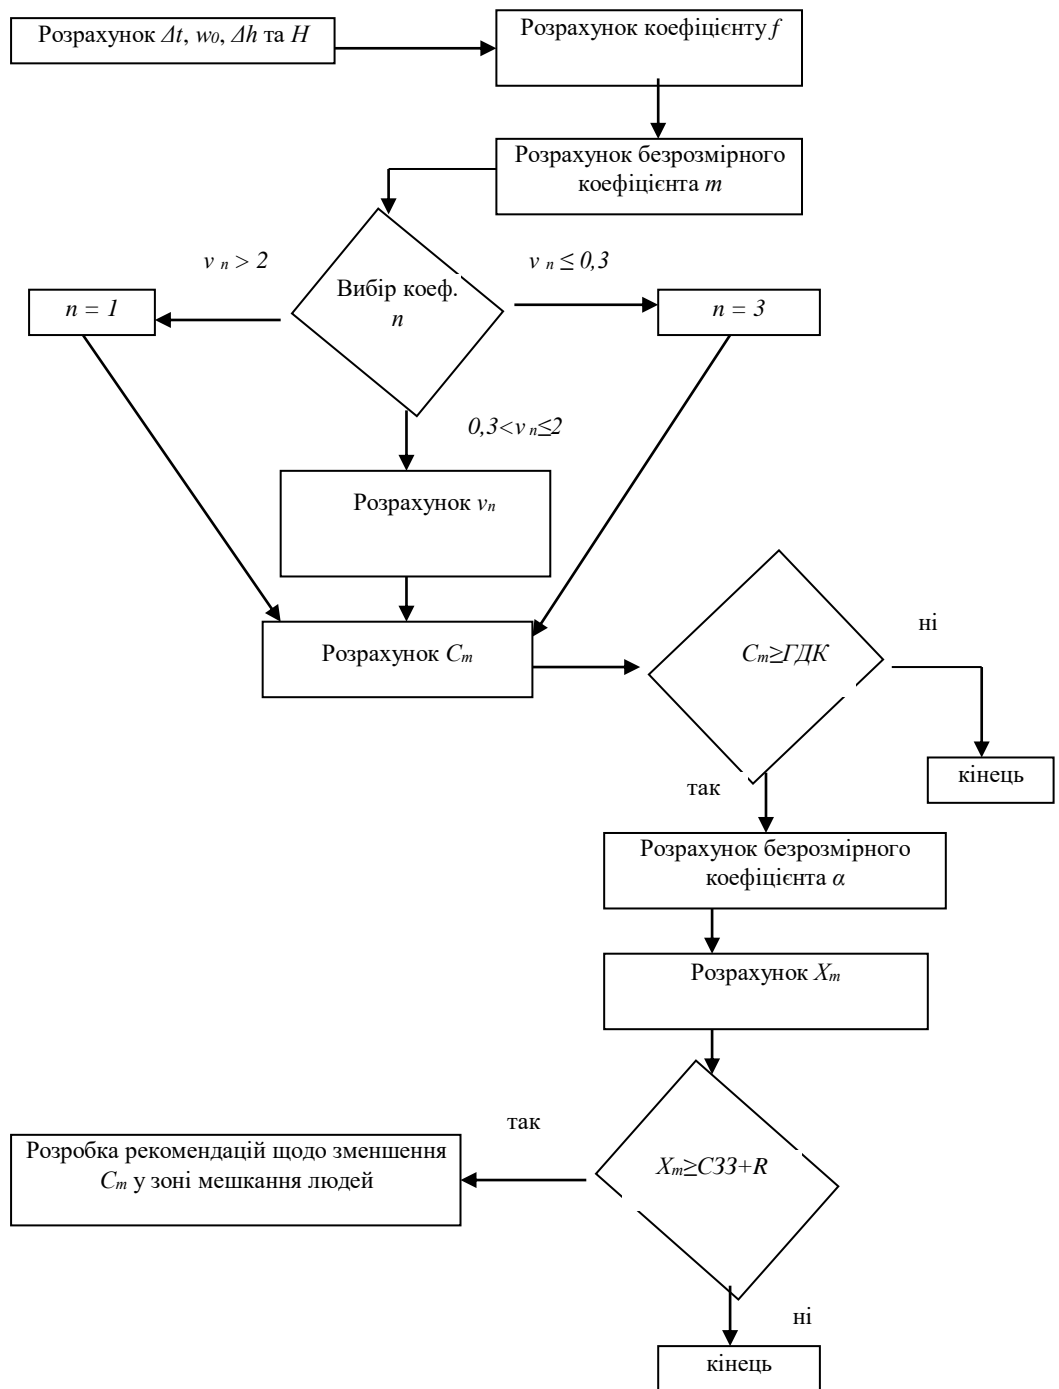 Розрахунок Δt, w₀, Δh та H
Розрахунок коефіцієнту f
Розрахунок безрозмірного
коефіцієнта m
v n > 2
v n ≤ 0,3
Вибір коеф.
n
n = 1
n = 3
0,3<v n≤2
Розрахунок vn
Розрахунок Cm
Cm≥ГДК
ні
кінець
так
Розрахунок безрозмірного
коефіцієнта α
Розрахунок Xm
так
Розробка рекомендацій щодо зменшення
Cm у зоні мешкання людей
Xm≥СЗЗ+R
ні
кінець